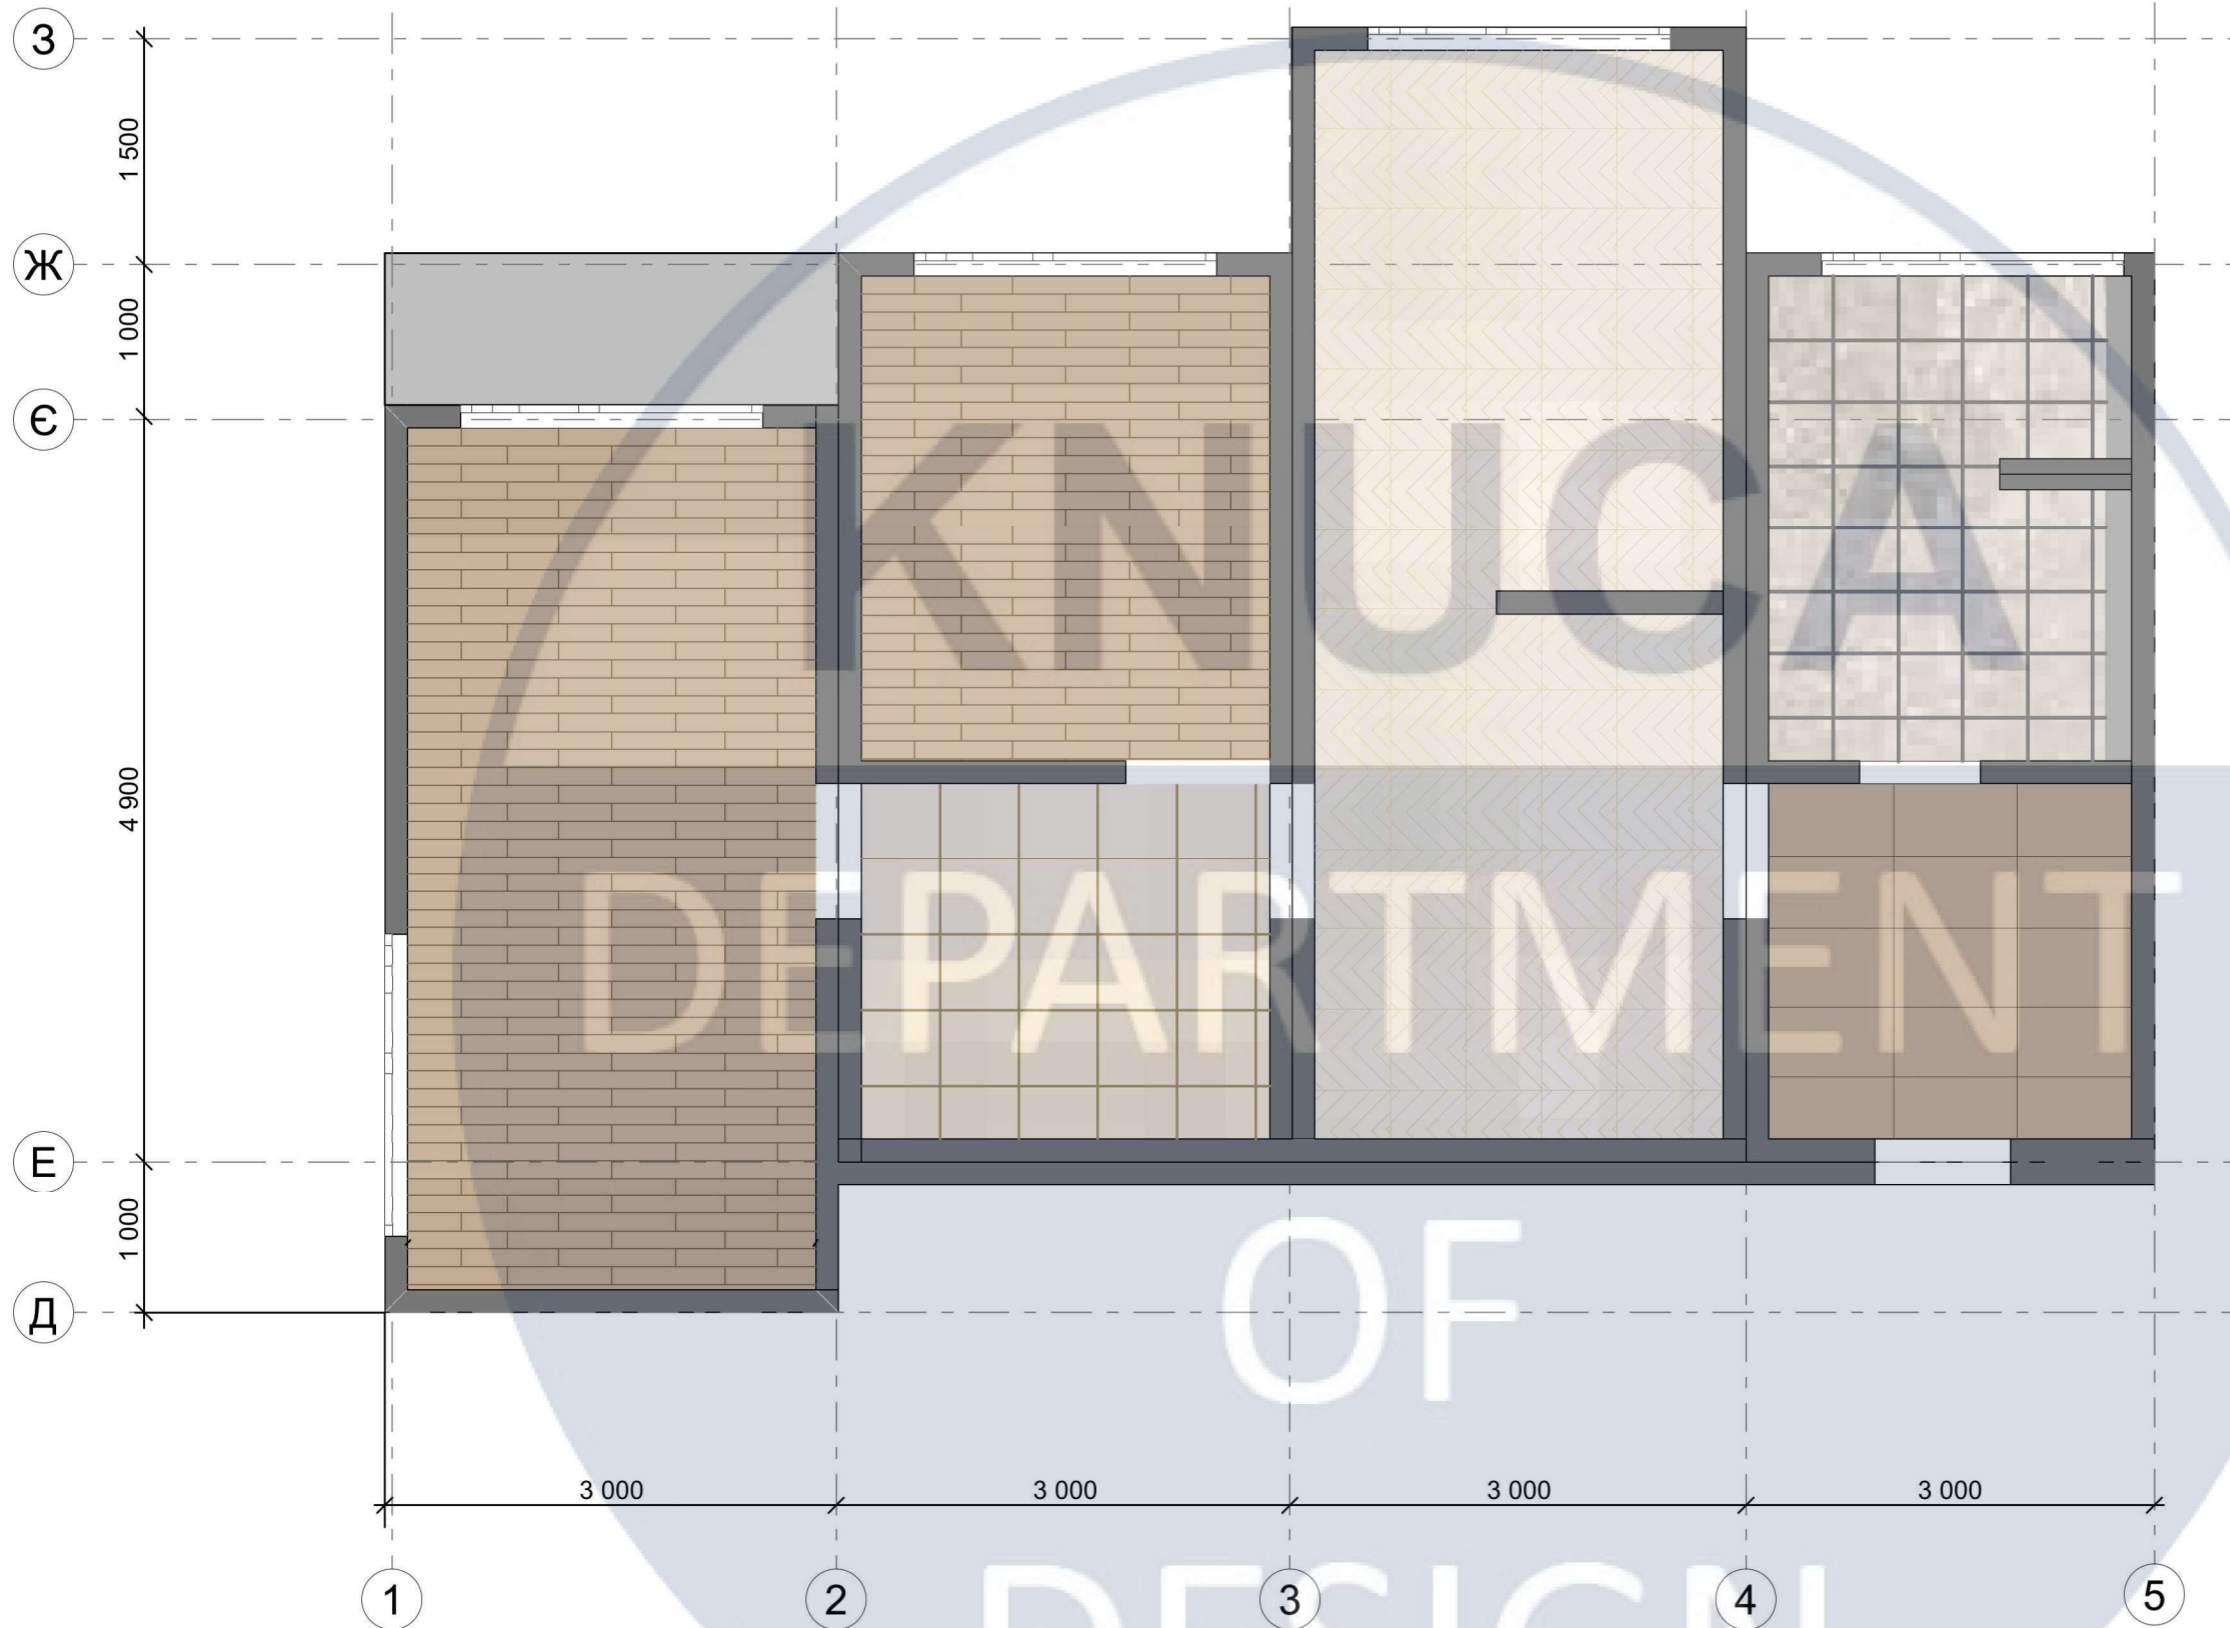 З
1 500
Ж
1 000
Є
4 900
Е
1 000
Д
KNUCA
DEPARTMENT
OF
DESIGN
3 000
3 000
3 000
3 000
1
2
3
4
5